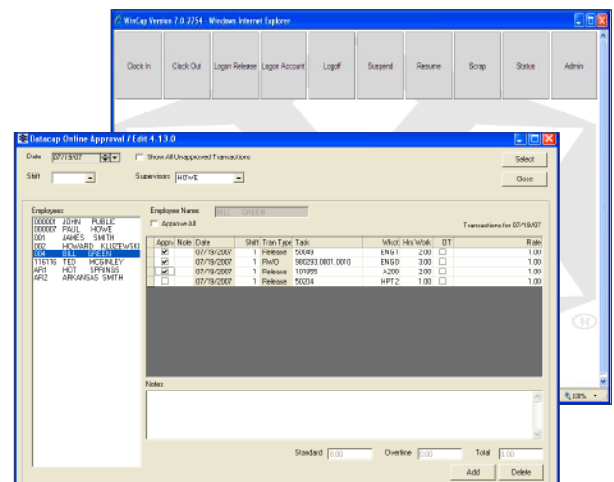 WinCap Version 7.0.2754 - Windows Internet Explorer
Clock In Clock Out Logon Release Logon Account Logoff Suspend Resume Scrap Status Admin
Datacap Online Approval / Edit 4.13.0
Date 07/19/07 Show All Unapproved Transactions Select
Shift Supervisors HOWE Close
Employees Employee Name: BILL GREEN
Approve All Transactions for 07/19/07
000001 JOHN PUBLIC
000007 PAUL HOWE
001 JAMES SMITH
002 HOWARD KLUZEWSKI
004 BILL GREEN
116116 TED MCGINLEY
AR1 HOT SPRINGS
AR2 ARKANSAS SMITH
Apprv Note Date Shift Tran Type Task Wkct Hrs Work OT Rate
07/19/2007 1 Release 50049 ENG1 2.00 1.00
07/19/2007 1 RWO 980293.0001.0010 ENG0 3.00 1.00
07/19/2007 1 Release 101055 A200 2.00 1.00
07/19/2007 1 Release 50234 HPT2 1.00 1.00
Notes
Standard 0.00 Overtime 0.00 Total 0.00
Add Delete
100%